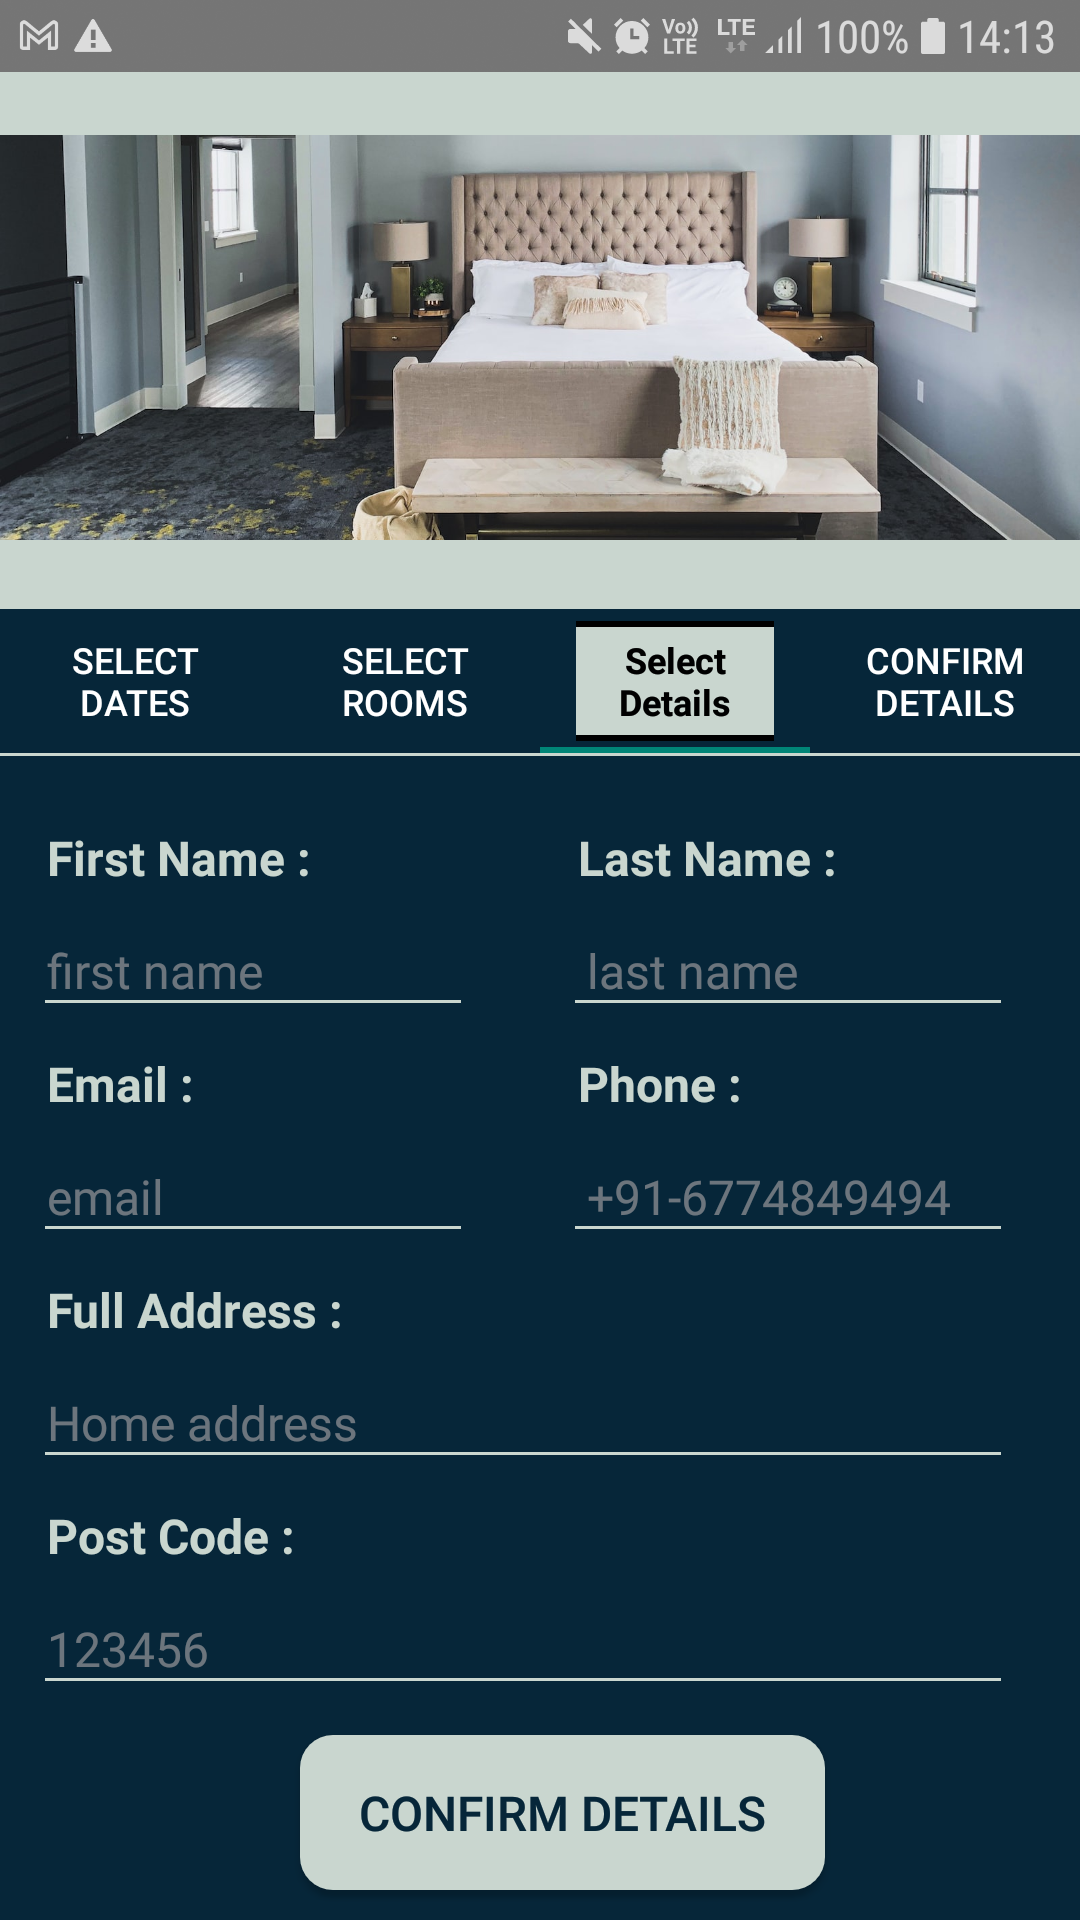 Vo)) LTE LTE 100% 14:13
SELECT DATES
SELECT ROOMS
Select Details
CONFIRM DETAILS
First Name :
Last Name :
first name
last name
Email :
Phone :
email
+91-6774849494
Full Address :
Home address
Post Code :
123456
CONFIRM DETAILS